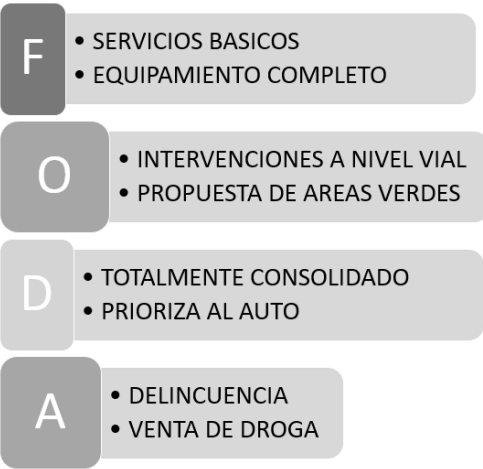 F
• SERVICIOS BASICOS
• EQUIPAMIENTO COMPLETO
O
• INTERVENCIONES A NIVEL VIAL
• PROPUESTA DE AREAS VERDES
D
• TOTALMENTE CONSOLIDADO
• PRIORIZA AL AUTO
A
• DELINCUENCIA
• VENTA DE DROGA